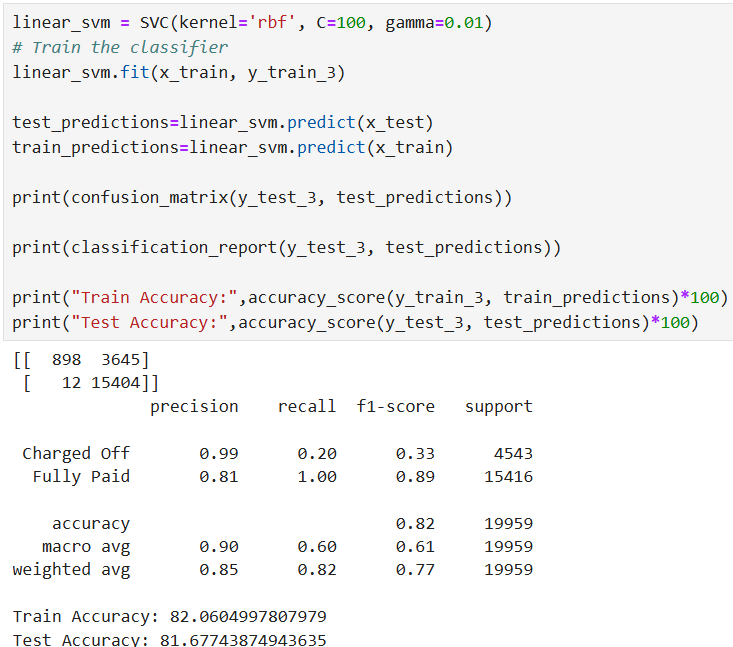 linear_svm = SVC(kernel='rbf', C=100, gamma=0.01)
# Train the classifier
linear_svm.fit(x_train, y_train_3)
test_predictions=linear_svm.predict(x_test)
train_predictions=linear_svm.predict(x_train)
print(confusion_matrix(y_test_3, test_predictions))
print(classification_report(y_test_3, test_predictions))
print("Train Accuracy:",accuracy_score(y_train_3, train_predictions)*100)
print("Test Accuracy:",accuracy_score(y_test_3, test_predictions)*100)
[[  898  3645]
 [   12 15404]]
              precision    recall  f1-score   support
 Charged Off       0.99      0.20      0.33      4543
  Fully Paid       0.81      1.00      0.89     15416
    accuracy                           0.82     19959
   macro avg       0.90      0.60      0.61     19959
weighted avg       0.85      0.82      0.77     19959
Train Accuracy: 82.0604997807979
Test Accuracy: 81.67743874943635